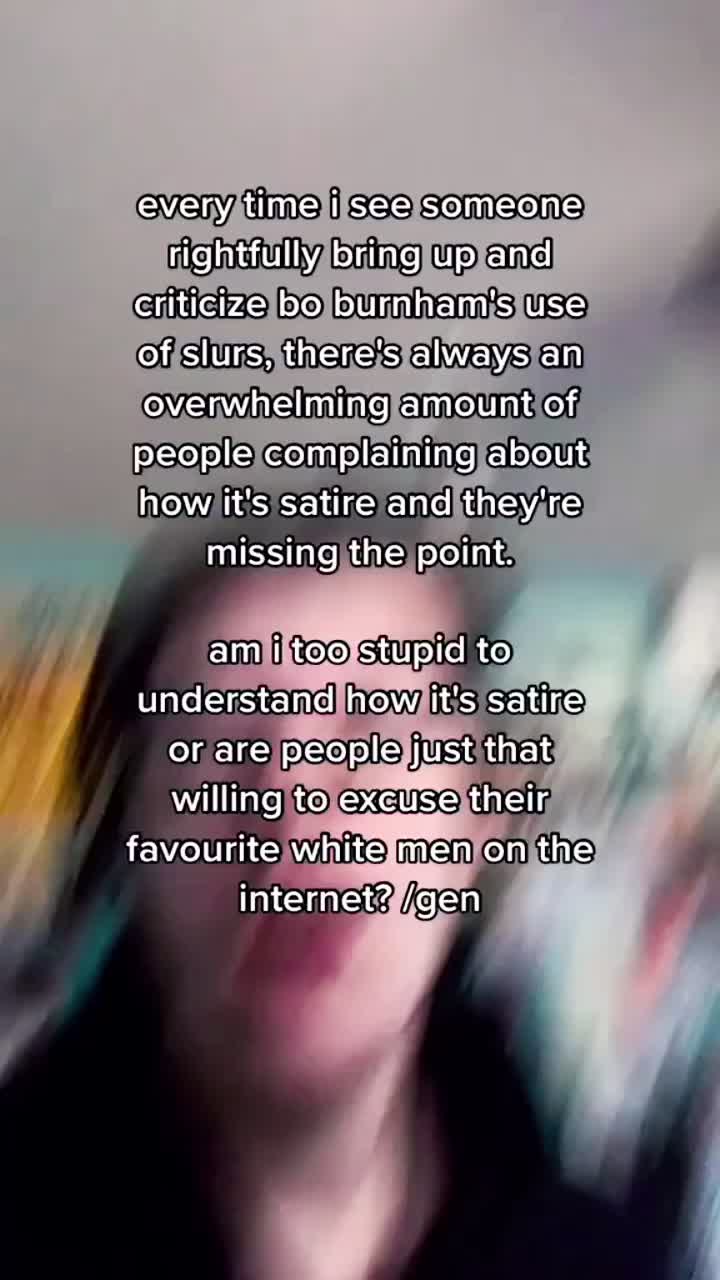 every time i see someone
rightfully bring up and
criticize bo burnham's use
of slurs, there's always an
overwhelming amount of
people complaining about
how it's satire and they're
missing the point.
am i too stupid to
understand how it's satire
or are people just that
willing to excuse their
favourite white men on the
internet? /gen